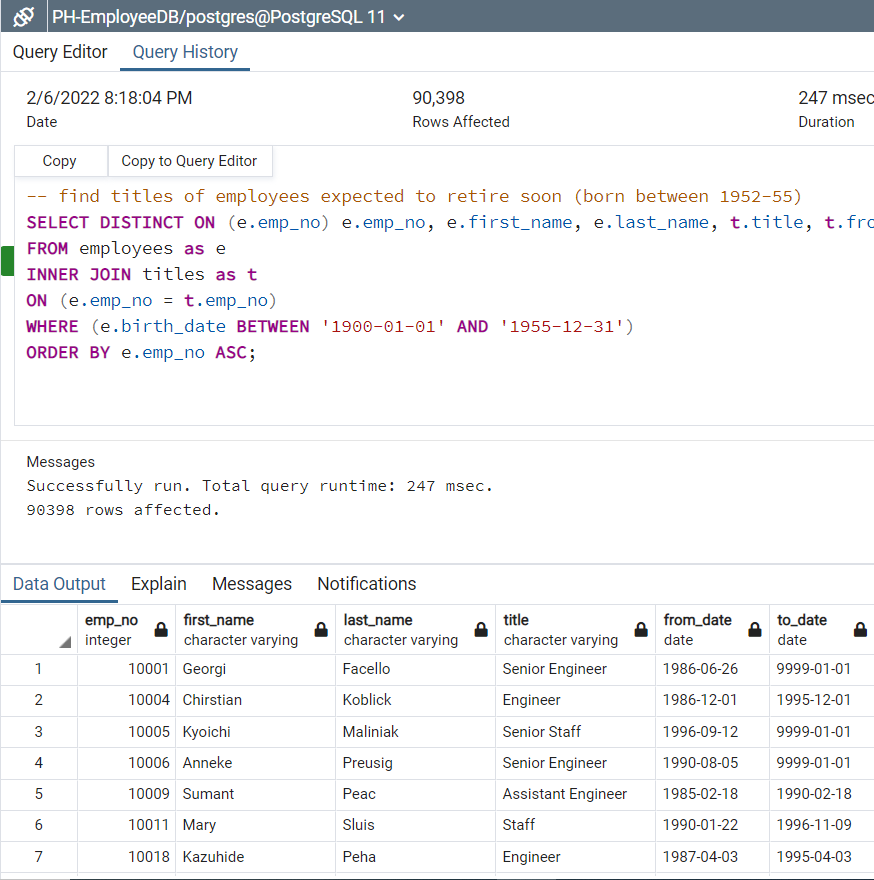 PH-EmployeeDB/postgres@PostgreSQL 11
Query Editor Query History
2/6/2022 8:18:04 PM 90,398 247 msec
Date Rows Affected Duration
Copy Copy to Query Editor
-- find titles of employees expected to retire soon (born between 1952-55)
SELECT DISTINCT ON (e.emp_no) e.emp_no, e.first_name, e.last_name, t.title, t.fro
FROM employees as e
INNER JOIN titles as t
ON (e.emp_no = t.emp_no)
WHERE (e.birth_date BETWEEN '1900-01-01' AND '1955-12-31')
ORDER BY e.emp_no ASC;
Messages
Successfully run. Total query runtime: 247 msec.
90398 rows affected.
Data Output Explain Messages Notifications
emp_no first_name last_name title from_date to_date
integer character varying character varying character varying date date
1 10001 Georgi Facello Senior Engineer 1986-06-26 9999-01-01
2 10004 Chirstian Koblick Engineer 1986-12-01 1995-12-01
3 10005 Kyoichi Maliniak Senior Staff 1996-09-12 9999-01-01
4 10006 Anneke Preusig Senior Engineer 1990-08-05 9999-01-01
5 10009 Sumant Peac Assistant Engineer 1985-02-18 1990-02-18
6 10011 Mary Sluis Staff 1990-01-22 1996-11-09
7 10018 Kazuhide Peha Engineer 1987-04-03 1995-04-03